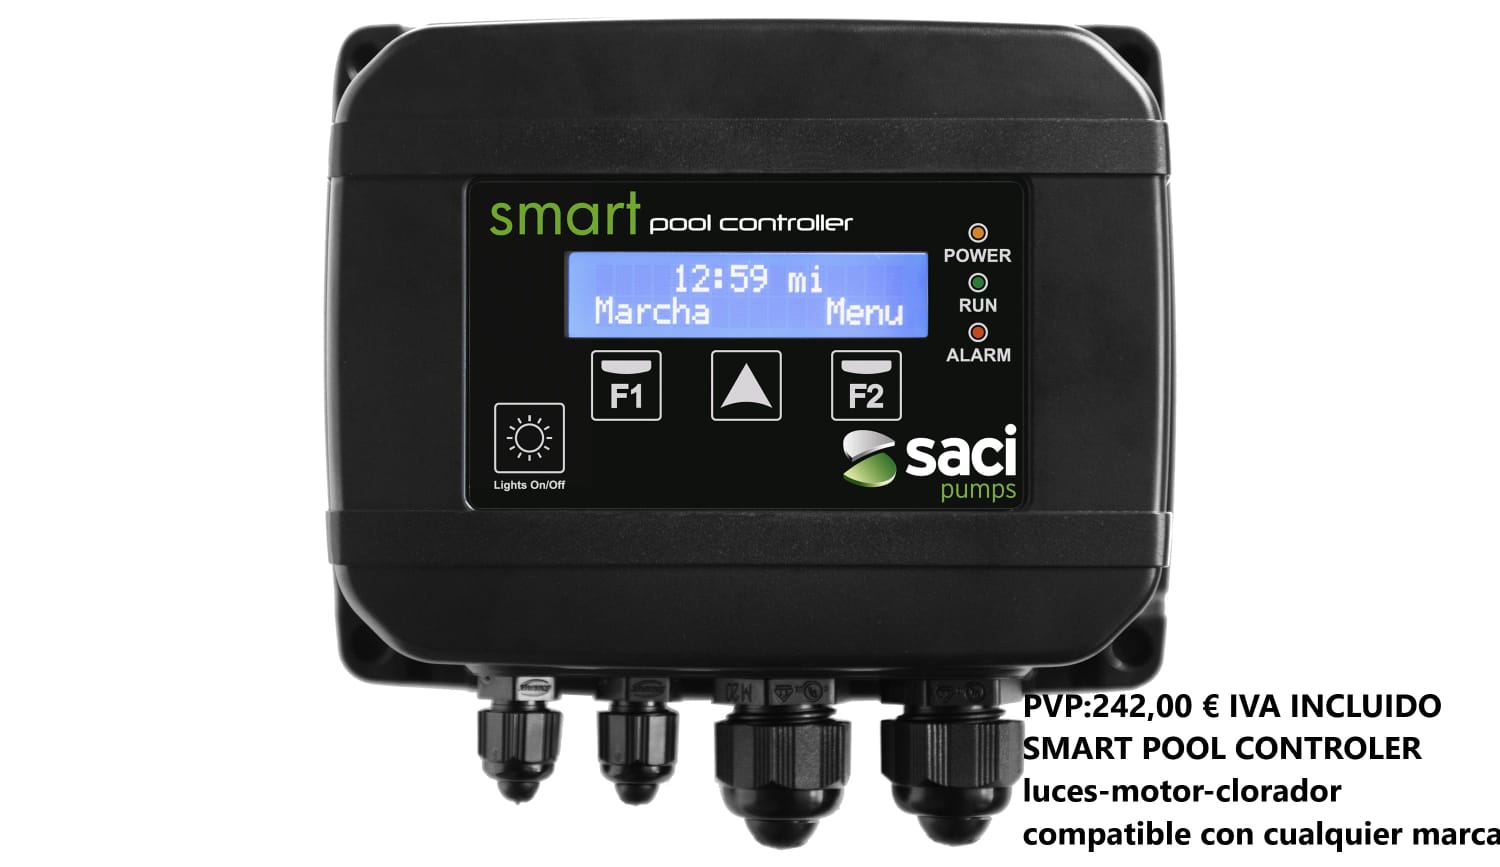 smart pool controller
12:59 mi
Marcha Menu
POWER
RUN
ALARM
F1 F2
Lights On/Off
saci
pumps
M20
PVP:242,00 € IVA INCLUIDO
SMART POOL CONTROLER
luces-motor-clorador
compatible con cualquier marca